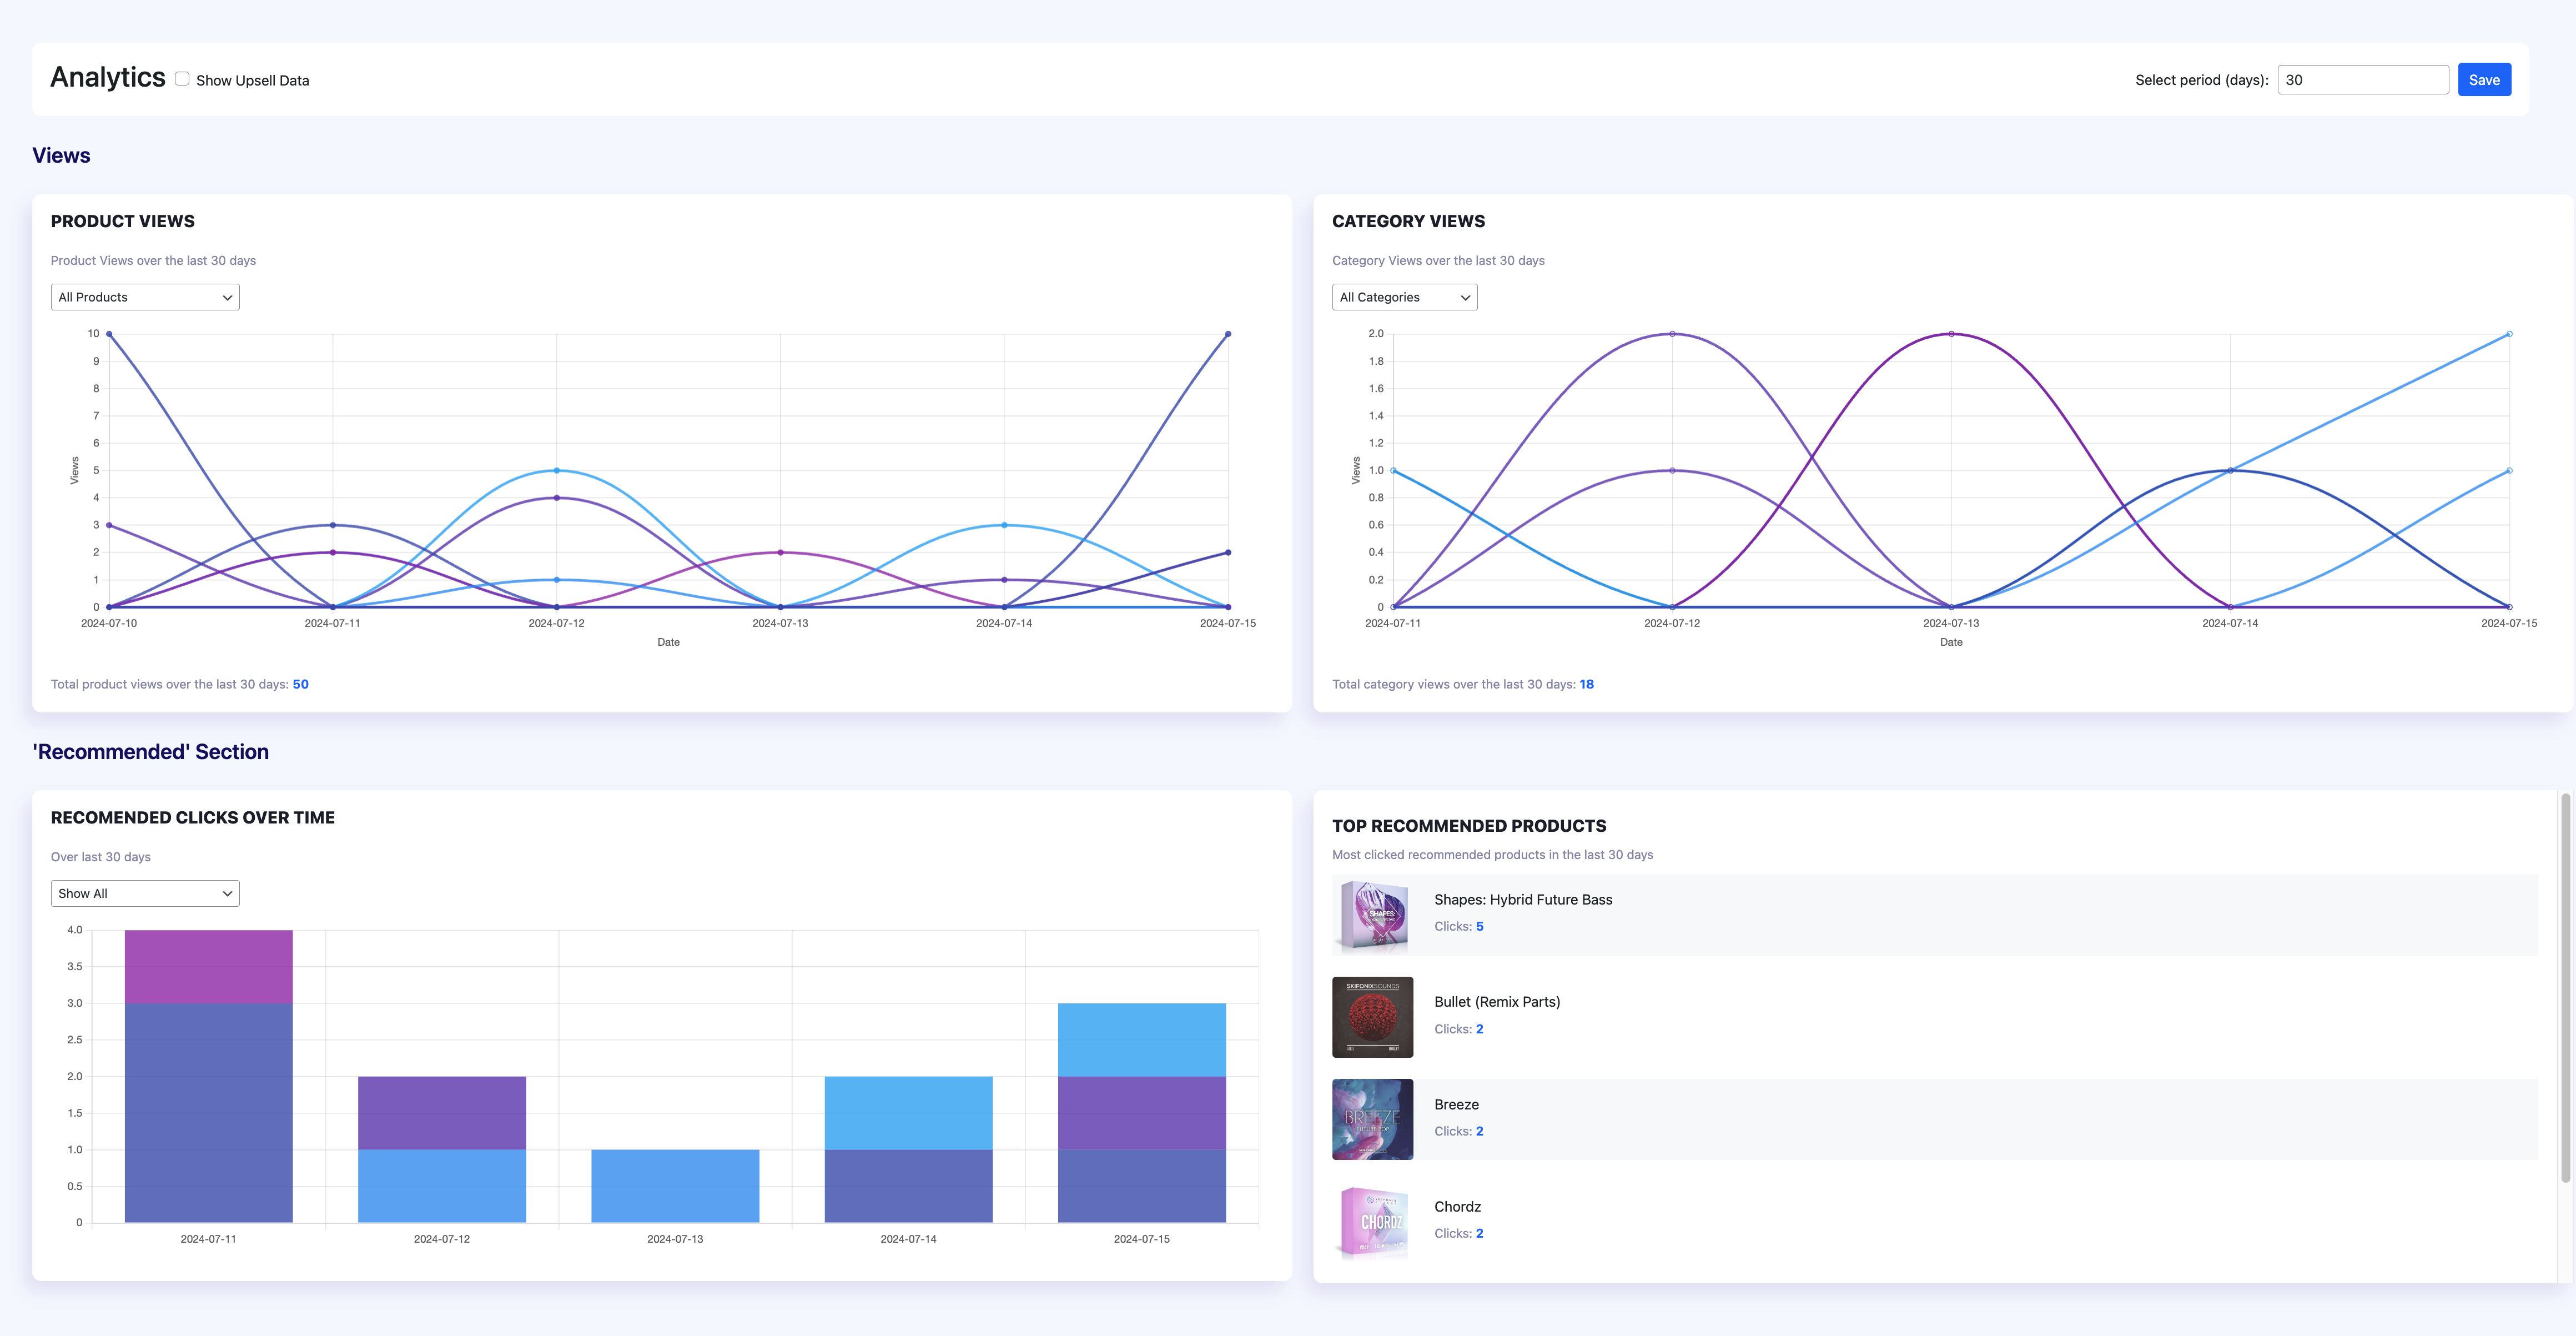 Analytics Show Upsell Data
Select period (days): 30 Save
Views
PRODUCT VIEWS
Product Views over the last 30 days
All Products
10
9
8
7
6
5
4
3
2
1
0
Views
2024-07-10 2024-07-11 2024-07-12 2024-07-13 2024-07-14 2024-07-15
Date
Total product views over the last 30 days: 50
CATEGORY VIEWS
Category Views over the last 30 days
All Categories
2.0
1.8
1.6
1.4
1.2
1.0
0.8
0.6
0.4
0.2
0
Views
2024-07-11 2024-07-12 2024-07-13 2024-07-14 2024-07-15
Date
Total category views over the last 30 days: 18
'Recommended' Section
RECOMENDED CLICKS OVER TIME
Over last 30 days
Show All
4.0
3.5
3.0
2.5
2.0
1.5
1.0
0.5
0
2024-07-11 2024-07-12 2024-07-13 2024-07-14 2024-07-15
TOP RECOMMENDED PRODUCTS
Most clicked recommended products in the last 30 days
SHAPES:
Shapes: Hybrid Future Bass
Clicks: 5
SKIFONIXSOUNDS
Bullet (Remix Parts)
Clicks: 2
BREEZE
Breeze
Clicks: 2
CHORDZ
Chordz
Clicks: 2